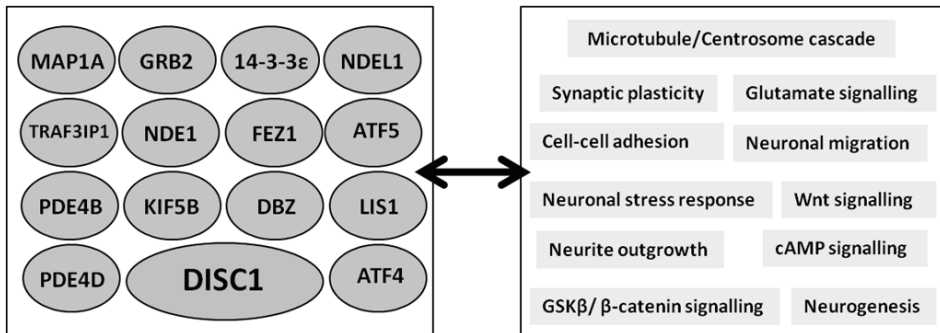 MAP1A GRB2 14-3-3ε NDEL1
TRAF3IP1 NDE1 FEZ1 ATF5
PDE4B KIF5B DBZ LIS1
PDE4D DISC1 ATF4
Microtubule/Centrosome cascade
Synaptic plasticity Glutamate signalling
Cell-cell adhesion Neuronal migration
Neuronal stress response Wnt signalling
Neurite outgrowth cAMP signalling
GSKβ/ β-catenin signalling Neurogenesis